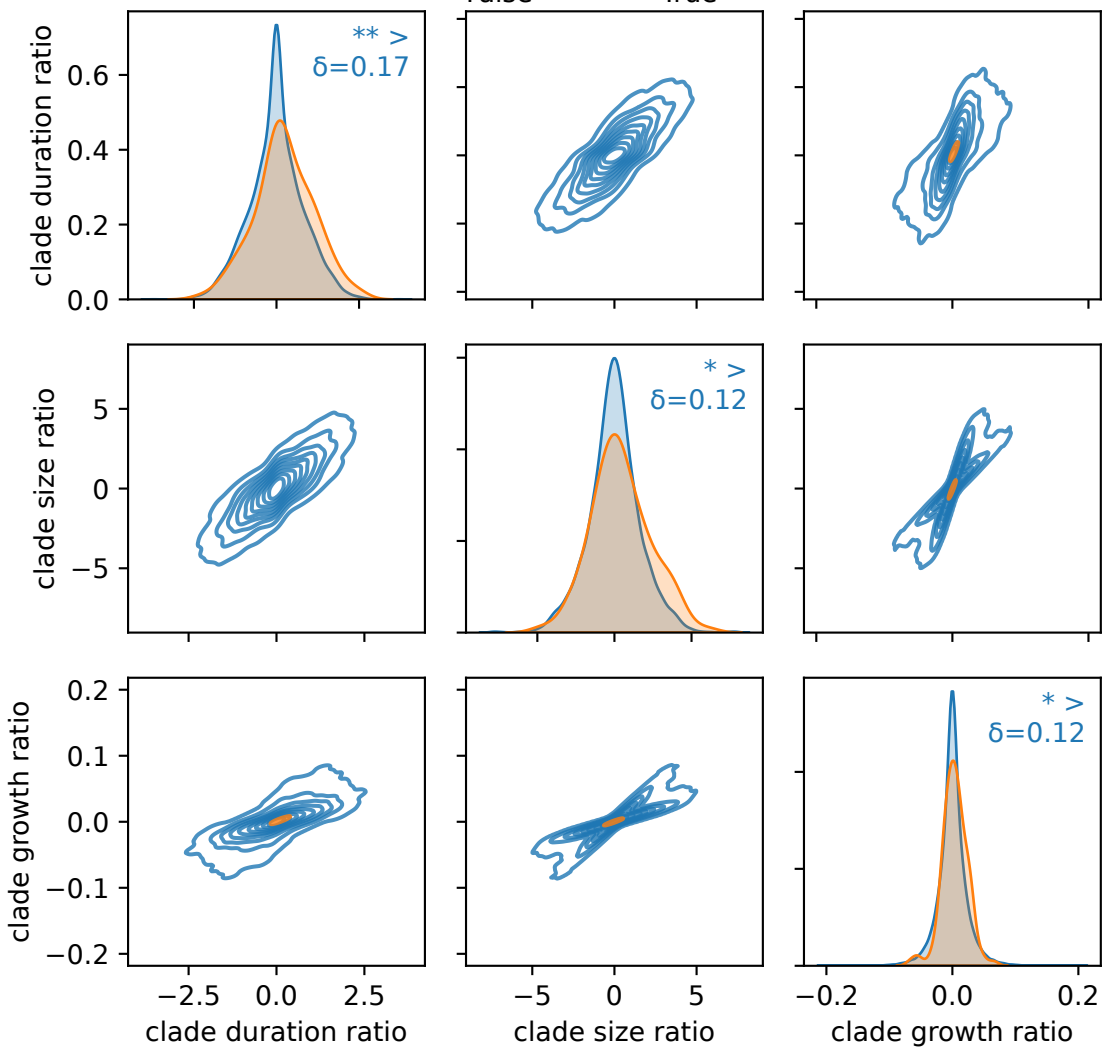 clade duration ratio
0.6
0.4
0.2
0.0
** >
δ=0.17
clade size ratio
5
0
−5
* >
δ=0.12
clade growth ratio
0.2
0.1
0.0
−0.1
−0.2
* >
δ=0.12
−2.5 0.0 2.5
clade duration ratio
−5 0 5
clade size ratio
−0.2 0.0 0.2
clade growth ratio